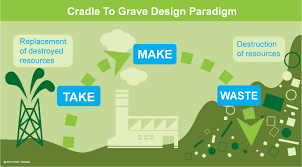 Cradle To Grave Design Paradigm
Replacement
of destroyed
resources
MAKE
Destruction
of resources
TAKE
WASTE